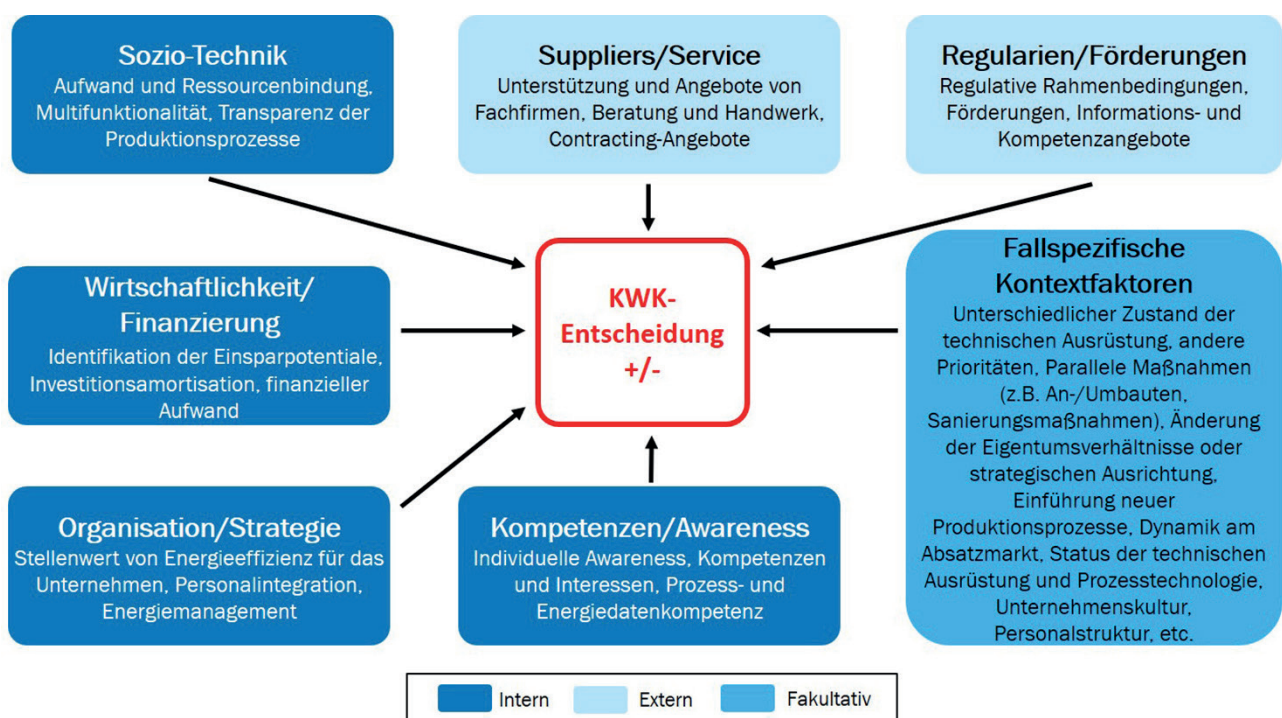 Sozio-Technik
Aufwand und Ressourcenbindung,
Multifunktionalität, Transparenz der
Produktionsprozesse
Suppliers/Service
Unterstützung und Angebote von
Fachfirmen, Beratung und Handwerk,
Contracting-Angebote
Regularien/Förderungen
Regulative Rahmenbedingungen,
Förderungen, Informations- und
Kompetenzangebote
Wirtschaftlichkeit/
Finanzierung
Identifikation der Einsparpotentiale,
Investitionsamortisation, finanzieller
Aufwand
KWK-
Entscheidung
+/-
Fallspezifische
Kontextfaktoren
Unterschiedlicher Zustand der
technischen Ausrüstung, andere
Prioritäten, Parallele Maßnahmen
(z.B. An-/Umbauten,
Sanierungsmaßnahmen), Änderung
der Eigentumsverhältnisse oder
strategischen Ausrichtung,
Einführung neuer
Produktionsprozesse, Dynamik am
Absatzmarkt, Status der technischen
Ausrüstung und Prozesstechnologie,
Unternehmenskultur,
Personalstruktur, etc.
Organisation/Strategie
Stellenwert von Energieeffizienz für das
Unternehmen, Personalintegration,
Energiemanagement
Kompetenzen/Awareness
Individuelle Awareness, Kompetenzen
und Interessen, Prozess- und
Energiedatenkompetenz
Intern
Extern
Fakultativ